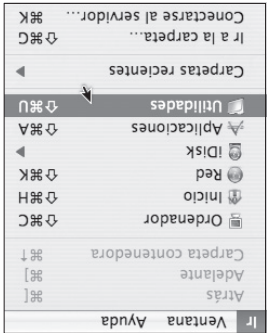 Ir Ventana Ayuda
Atrás ⌘[
Adelante ⌘]
Carpeta contenedora ⌘↑
Ordenador ⇧⌘C
Inicio ⇧⌘H
Red ⇧⌘K
iDisk
Aplicaciones ⇧⌘A
Utilidades ⇧⌘U
Carpetas recientes
Ir a la carpeta... ⇧⌘G
Conectarse al servidor... ⌘K